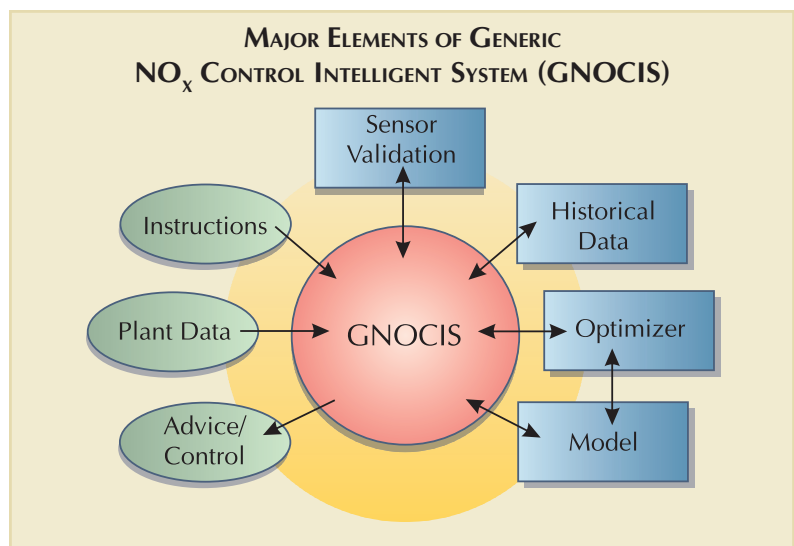 Major Elements of Generic
NOx Control Intelligent System (GNOCIS)
Sensor
Validation
Instructions
Historical
Data
Plant Data
GNOCIS
Optimizer
Advice/
Control
Model